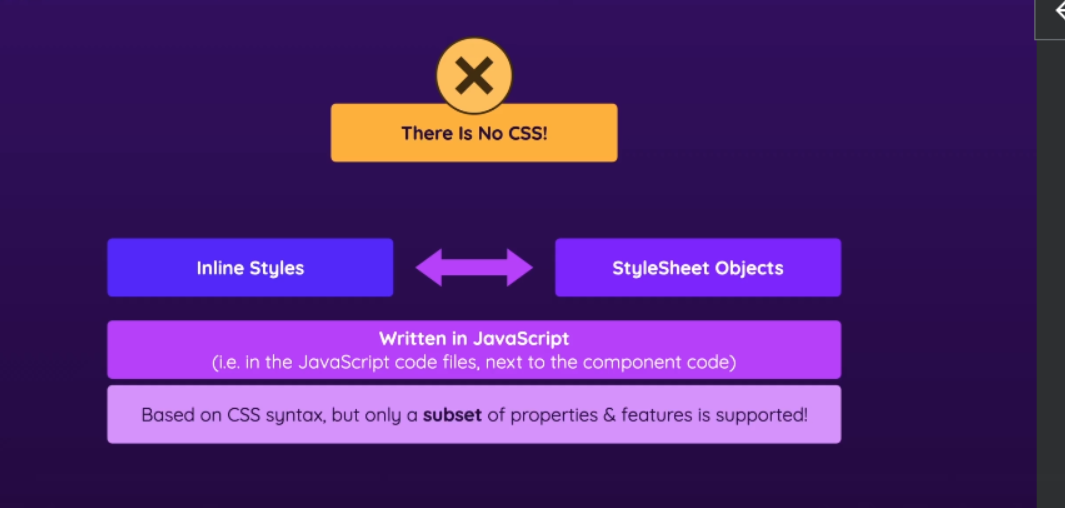 There Is No CSS!
Inline Styles
StyleSheet Objects
Written in JavaScript
(i.e. in the JavaScript code files, next to the component code)
Based on CSS syntax, but only a subset of properties & features is supported!